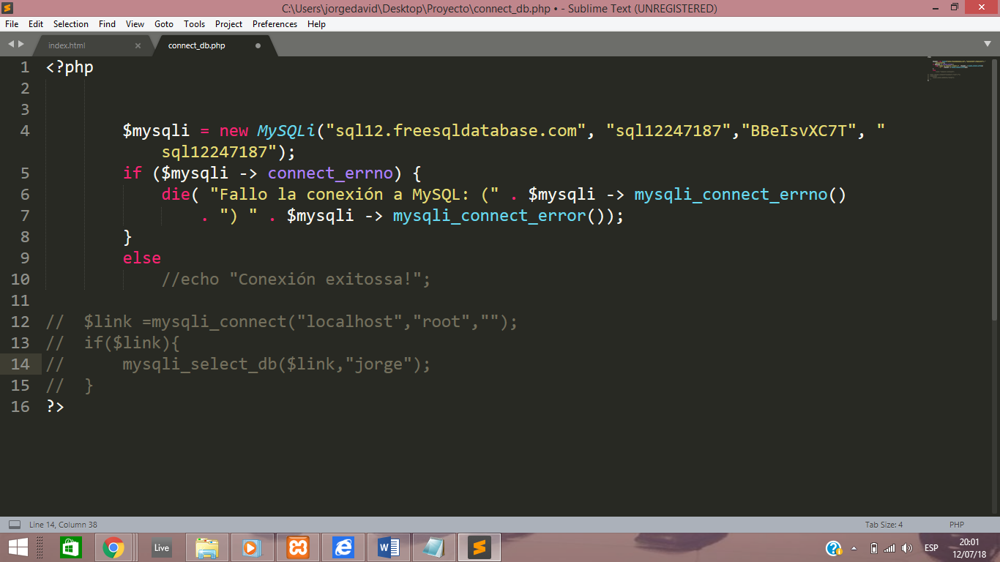 C:\Users\jorgedavid\Desktop\Proyecto\connect_db.php • - Sublime Text (UNREGISTERED)
File Edit Selection Find View Goto Tools Project Preferences Help
index.html connect_db.php
1 <?php
2
3
4 $mysqli = new MySQLi("sql12.freesqldatabase.com", "sql12247187","BBeIsvXC7T", "
sql12247187");
5 if ($mysqli -> connect_errno) {
6 die( "Fallo la conexión a MySQL: (" . $mysqli -> mysqli_connect_errno()
7 . ") " . $mysqli -> mysqli_connect_error());
8 }
9 else
10 //echo "Conexión exitossa!";
11
12 // $link =mysqli_connect("localhost","root","");
13 // if($link){
14 // mysqli_select_db($link,"jorge");
15 // }
16 ?>
Line 14, Column 38 Tab Size: 4 PHP
Live ESP 20:01
12/07/18